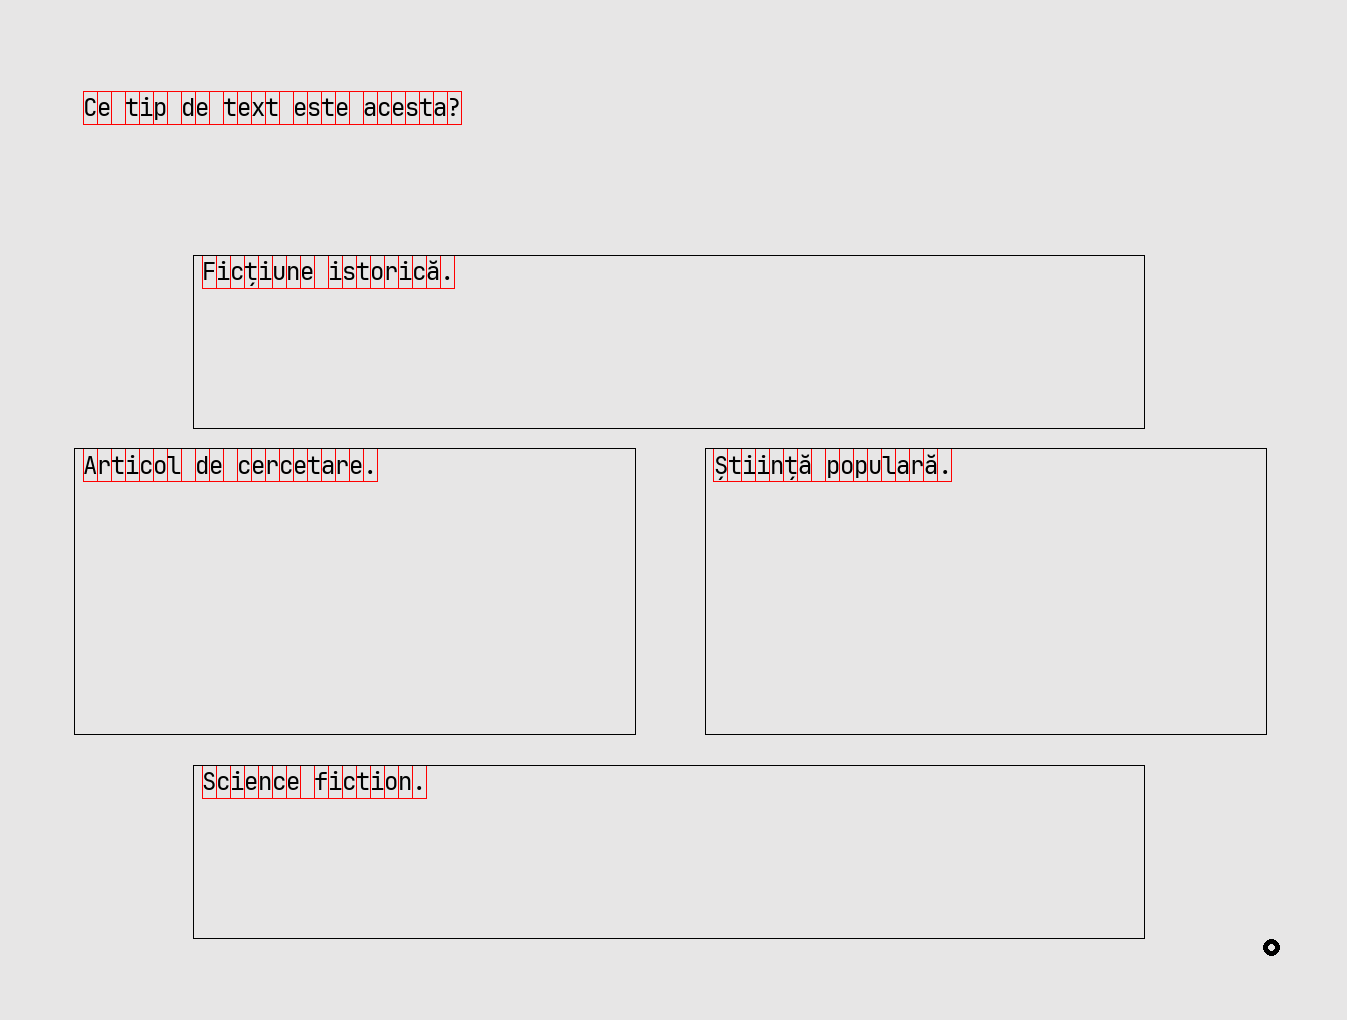 Ce tip de text este acesta?
Ficțiune istorică.
Articol de cercetare.
Știință populară.
Science fiction.